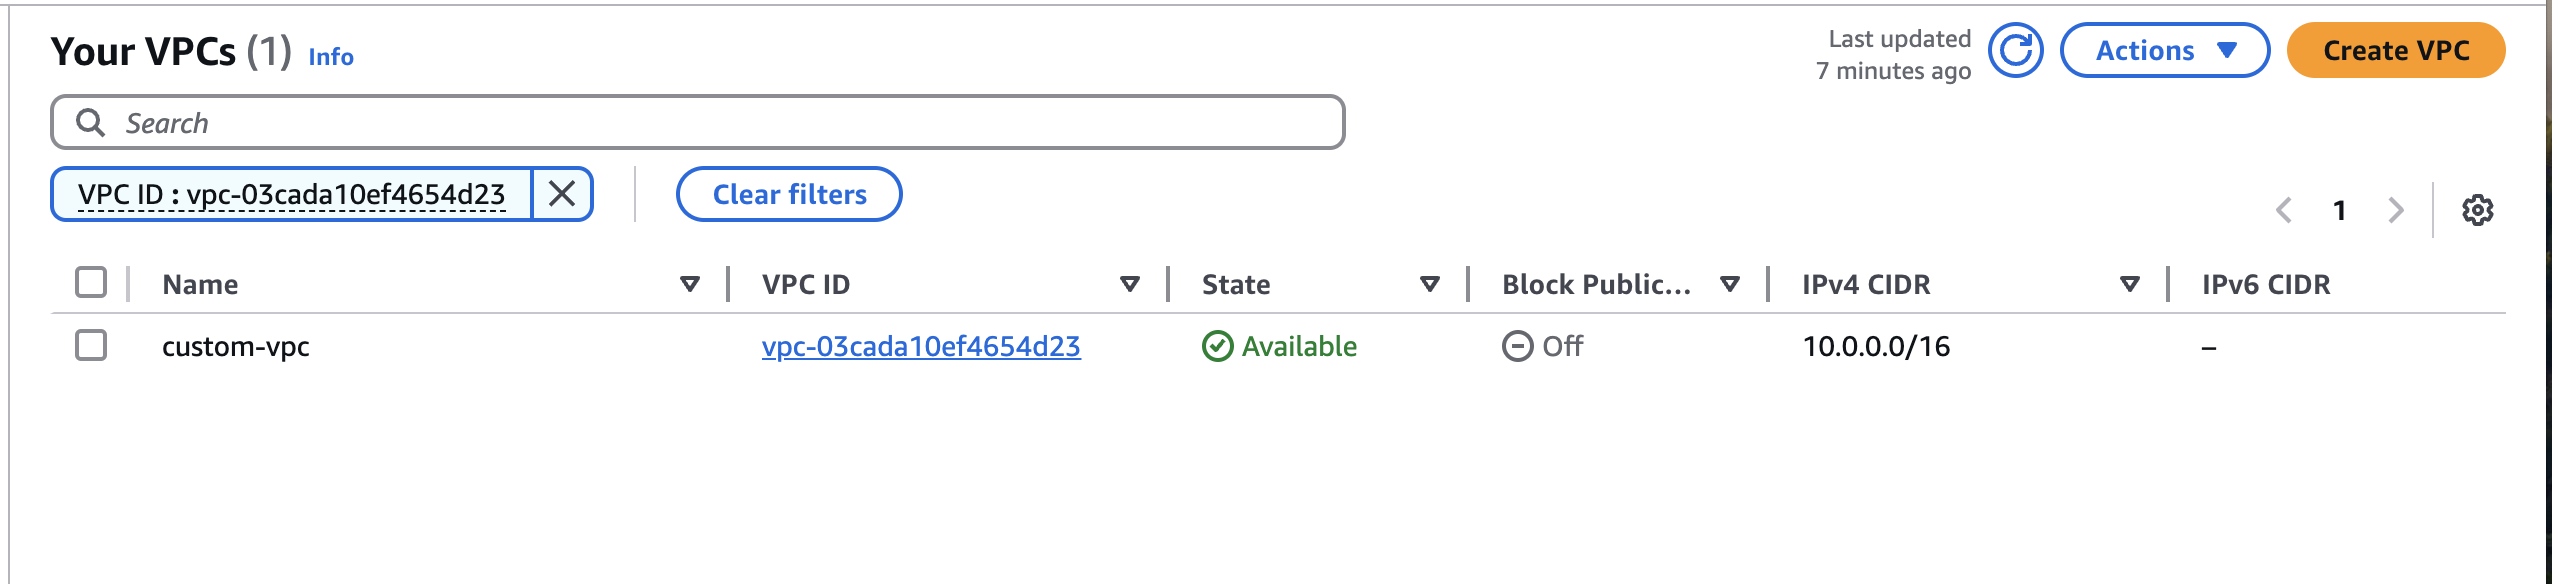 Your VPCs (1) Info
Last updated
7 minutes ago
Actions
Create VPC
Search
VPC ID : vpc-03cada10ef4654d23
Clear filters
1
Name VPC ID State Block Public... IPv4 CIDR IPv6 CIDR
custom-vpc vpc-03cada10ef4654d23 Available Off 10.0.0.0/16 –